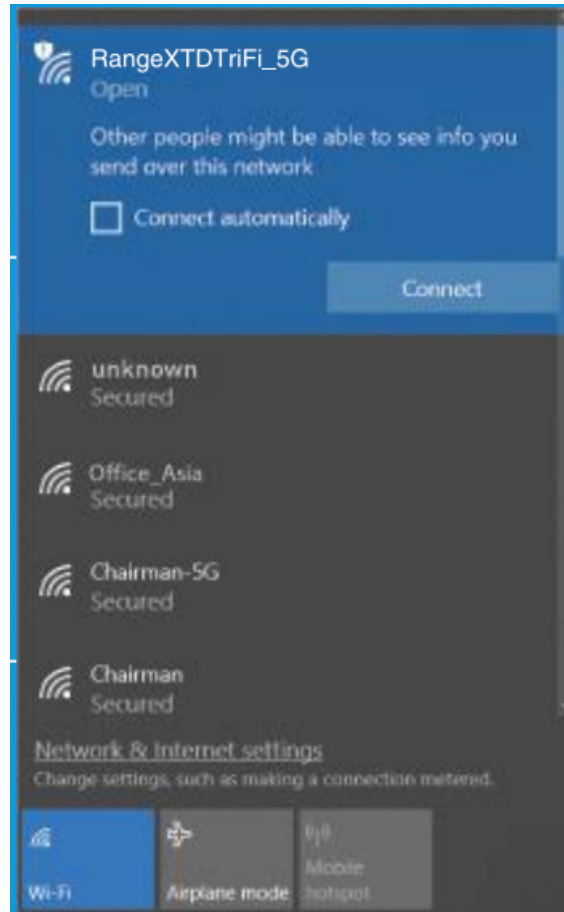 RangeXTDTriFi_5G
Open
Other people might be able to see info you
send over this network
Connect automatically
Connect
unknown
Secured
Office_Asia
Secured
Chairman-5G
Secured
Chairman
Secured
Network & Internet settings
Change settings, such as making a connection metered.
Wi-Fi
Airplane mode
Mobile
hotspot